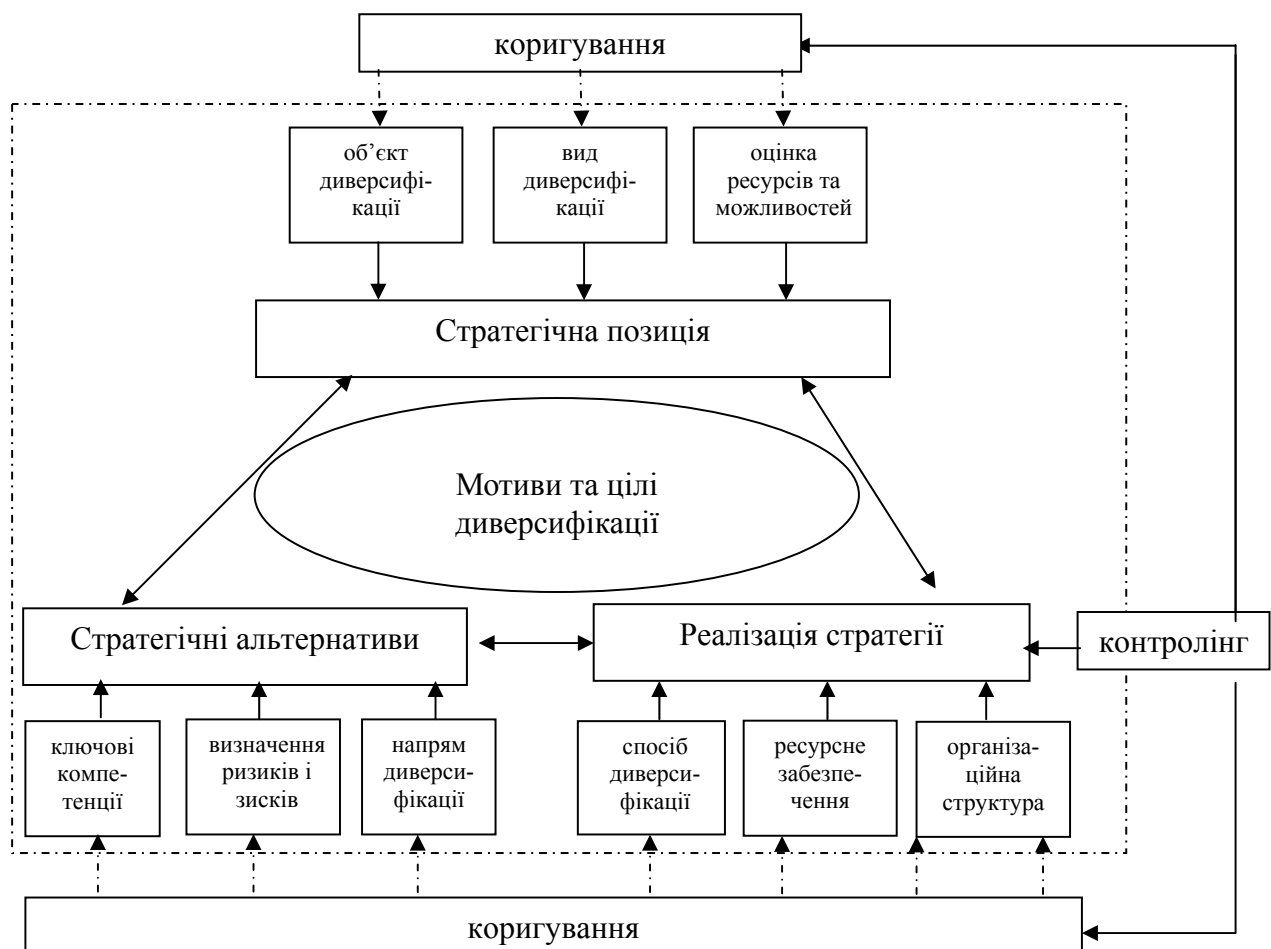 коригування
об’єкт
диверсифі-
кації
вид
диверсифі-
кації
оцінка
ресурсів та
можливостей
Стратегічна позиція
Мотиви та цілі
диверсифікації
Стратегічні альтернативи
Реалізація стратегії
контролінг
ключові
компе-
тенції
визначення
ризиків і
зисків
напрям
диверси-
фікації
спосіб
диверси-
фікації
ресурсне
забезпе-
чення
організа-
ційна
структура
коригування